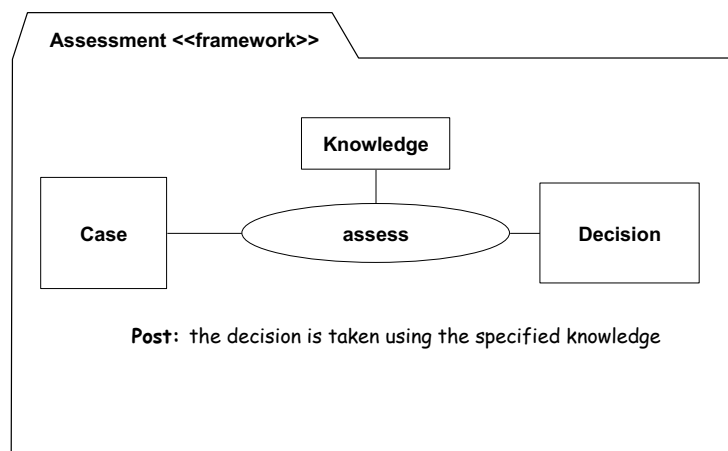 Assessment <<framework>>
Knowledge
Case
assess
Decision
Post: the decision is taken using the specified knowledge